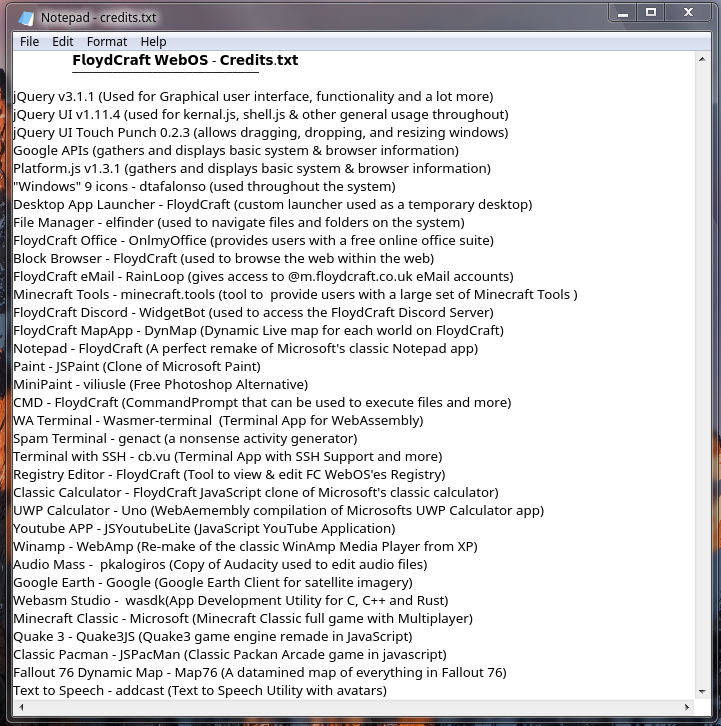 Notepad - credits.txt
File Edit Format Help
FloydCraft WebOS - Credits.txt
jQuery v3.1.1 (Used for Graphical user interface, functionality and a lot more)
jQuery UI v1.11.4 (used for kernal.js, shell.js & other general usage throughout)
jQuery UI Touch Punch 0.2.3 (allows dragging, dropping, and resizing windows)
Google APIs (gathers and displays basic system & browser information)
Platform.js v1.3.1 (gathers and displays basic system & browser information)
"Windows" 9 icons - dtafalonso (used throughout the system)
Desktop App Launcher - FloydCraft (custom launcher used as a temporary desktop)
File Manager - elfinder (used to navigate files and folders on the system)
FloydCraft Office - OnlmyOffice (provides users with a free online office suite)
Block Browser - FloydCraft (used to browse the web within the web)
FloydCraft eMail - RainLoop (gives access to @m.floydcraft.co.uk eMail accounts)
Minecraft Tools - minecraft.tools (tool to  provide users with a large set of Minecraft Tools )
FloydCraft Discord - WidgetBot (used to access the FloydCraft Discord Server)
FloydCraft MapApp - DynMap (Dynamic Live map for each world on FloydCraft)
Notepad - FloydCraft (A perfect remake of Microsoft's classic Notepad app)
Paint - JSPaint (Clone of Microsoft Paint)
MiniPaint - viliusle (Free Photoshop Alternative)
CMD - FloydCraft (CommandPrompt that can be used to execute files and more)
WA Terminal - Wasmer-terminal  (Terminal App for WebAssembly)
Spam Terminal - genact (a nonsense activity generator)
Terminal with SSH - cb.vu (Terminal App with SSH Support and more)
Registry Editor - FloydCraft (Tool to view & edit FC WebOS'es Registry)
Classic Calculator - FloydCraft JavaScript clone of Microsoft's classic calculator)
UWP Calculator - Uno (WebAemembly compilation of Microsofts UWP Calculator app)
Youtube APP - JSYoutubeLite (JavaScript YouTube Application)
Winamp - WebAmp (Re-make of the classic WinAmp Media Player from XP)
Audio Mass -  pkalogiros (Copy of Audacity used to edit audio files)
Google Earth - Google (Google Earth Client for satellite imagery)
Webasm Studio -  wasdk(App Development Utility for C, C++ and Rust)
Minecraft Classic - Microsoft (Minecraft Classic full game with Multiplayer)
Quake 3 - Quake3JS (Quake3 game engine remade in JavaScript)
Classic Pacman - JSPacMan (Classic Packan Arcade game in javascript)
Fallout 76 Dynamic Map - Map76 (A datamined map of everything in Fallout 76)
Text to Speech - addcast (Text to Speech Utility with avatars)